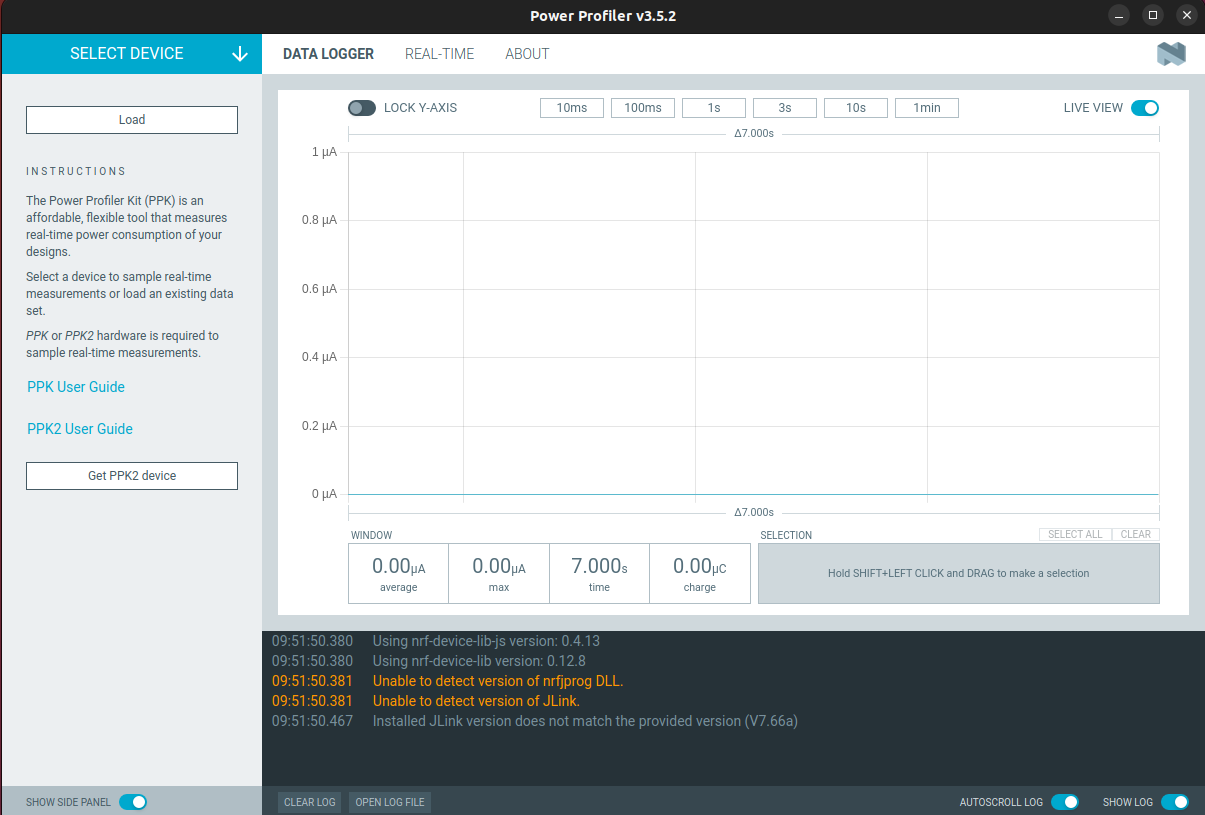 Power Profiler v3.5.2
SELECT DEVICE
DATA LOGGER REAL-TIME ABOUT
Load
INSTRUCTIONS
The Power Profiler Kit (PPK) is an
affordable, flexible tool that measures
real-time power consumption of your
designs.
Select a device to sample real-time
measurements or load an existing data
set.
PPK or PPK2 hardware is required to
sample real-time measurements.
PPK User Guide
PPK2 User Guide
Get PPK2 device
SHOW SIDE PANEL
LOCK Y-AXIS 10ms 100ms 1s 3s 10s 1min LIVE VIEW
Δ7.000s
1 µA
0.8 µA
0.6 µA
0.4 µA
0.2 µA
0 µA
Δ7.000s
WINDOW
0.00µA 0.00µA 7.000s 0.00µC
average max time charge
SELECTION SELECT ALL CLEAR
Hold SHIFT+LEFT CLICK and DRAG to make a selection
09:51:50.380 Using nrf-device-lib-js version: 0.4.13
09:51:50.380 Using nrf-device-lib version: 0.12.8
09:51:50.381 Unable to detect version of nrfjprog DLL.
09:51:50.381 Unable to detect version of JLink.
09:51:50.467 Installed JLink version does not match the provided version (V7.66a)
CLEAR LOG OPEN LOG FILE AUTOSCROLL LOG SHOW LOG